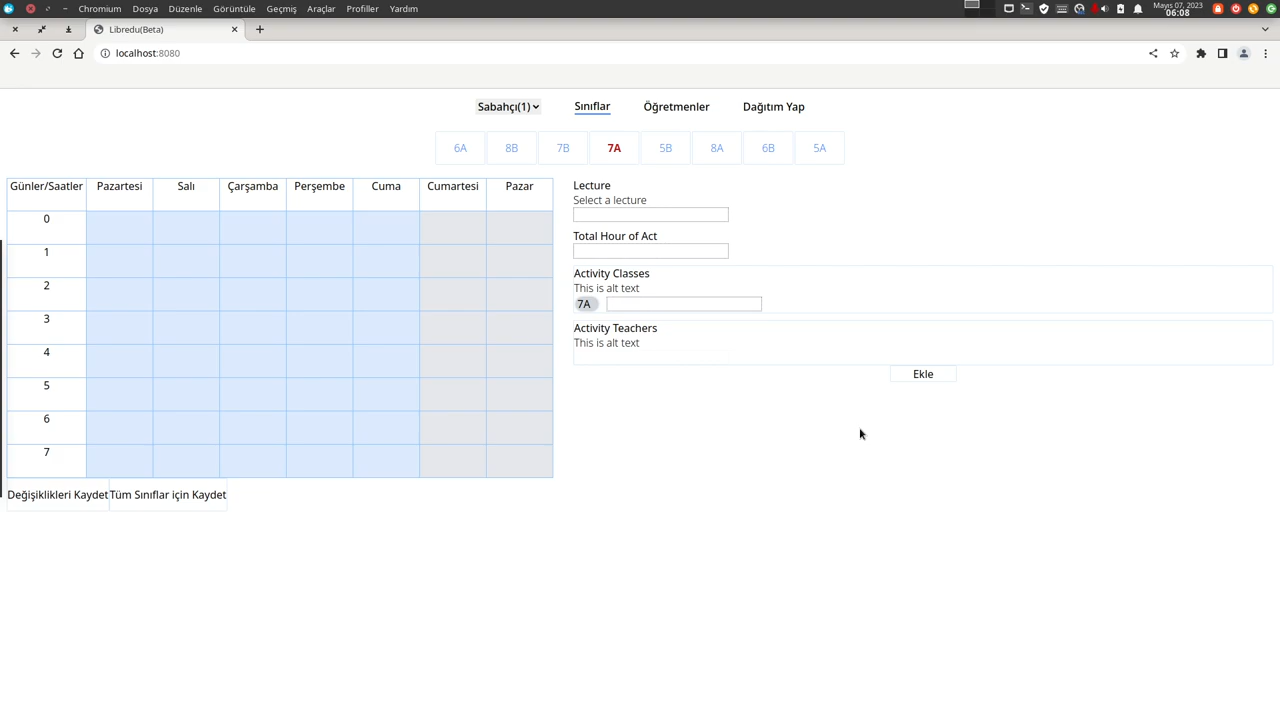 Chromium Dosya Düzenle Görüntüle Geçmiş Araçlar Profiller Yardım
Mayıs 07, 2023
06:08
Libredu(Beta)
localhost:8080
Sabahçı(1) Sınıflar Öğretmenler Dağıtım Yap
6A 8B 7B 7A 5B 8A 6B 5A
Günler/Saatler Pazartesi Salı Çarşamba Perşembe Cuma Cumartesi Pazar
0
1
2
3
4
5
6
7
Değişiklikleri Kaydet Tüm Sınıflar için Kaydet
Lecture
Select a lecture
Total Hour of Act
Activity Classes
This is alt text
7A
Activity Teachers
This is alt text
Ekle